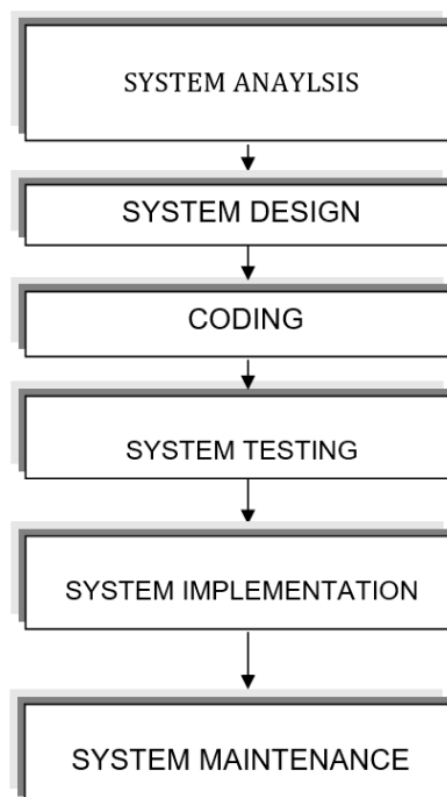 SYSTEM ANAYLSIS
SYSTEM DESIGN
CODING
SYSTEM TESTING
SYSTEM IMPLEMENTATION
SYSTEM MAINTENANCE